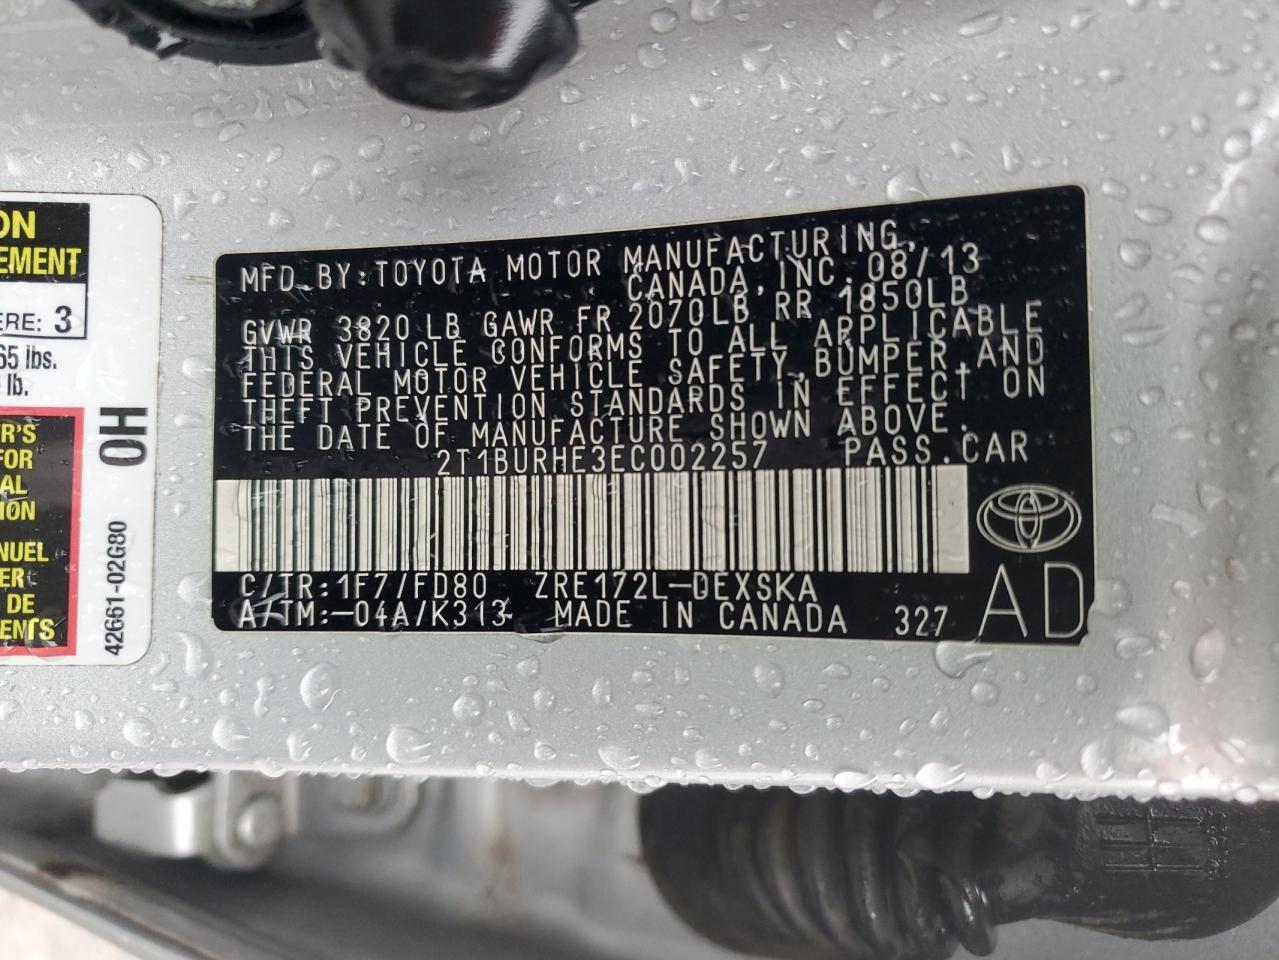 ON
EMENT
ERE: 3
65 lbs.
lb.
R'S
FOR
AL
ION
NUEL
ER
DE
ENTS
42661-02G80
0H
MFD. BY: TOYOTA MOTOR MANUFACTURING,
CANADA, INC. 08/13
GVWR 3820 LB GAWR FR 2070LB RR 1850LB
THIS VEHICLE CONFORMS TO ALL APPLICABLE
FEDERAL MOTOR VEHICLE SAFETY, BUMPER, AND
THEFT PREVENTION STANDARDS IN EFFECT ON
THE DATE OF MANUFACTURE SHOWN ABOVE.
2T1BURHE3EC002257 PASS. CAR
C/TR: 1F7/FD80 ZRE172L-DEXSKA
A/TM: -04A/K313 MADE IN CANADA 327
AD